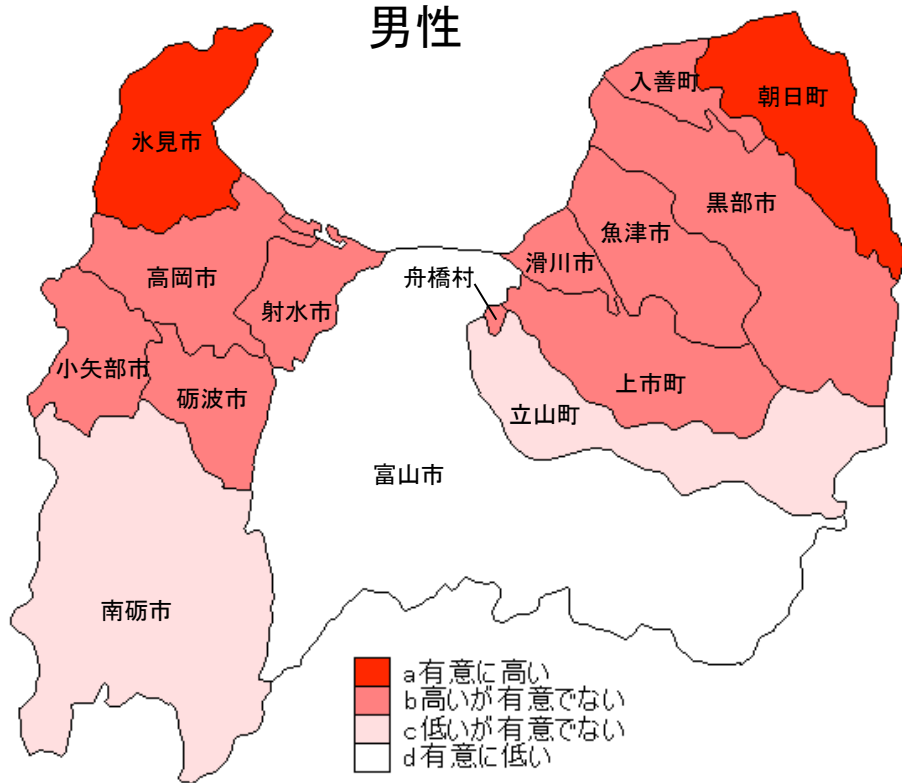 男性
入善町
朝日町
氷見市
黒部市
魚津市
滑川市
舟橋村
高岡市
射水市
小矢部市
砺波市
上市町
立山町
富山市
南砺市
a有意に高い
b高いが有意でない
c低いが有意でない
d有意に低い